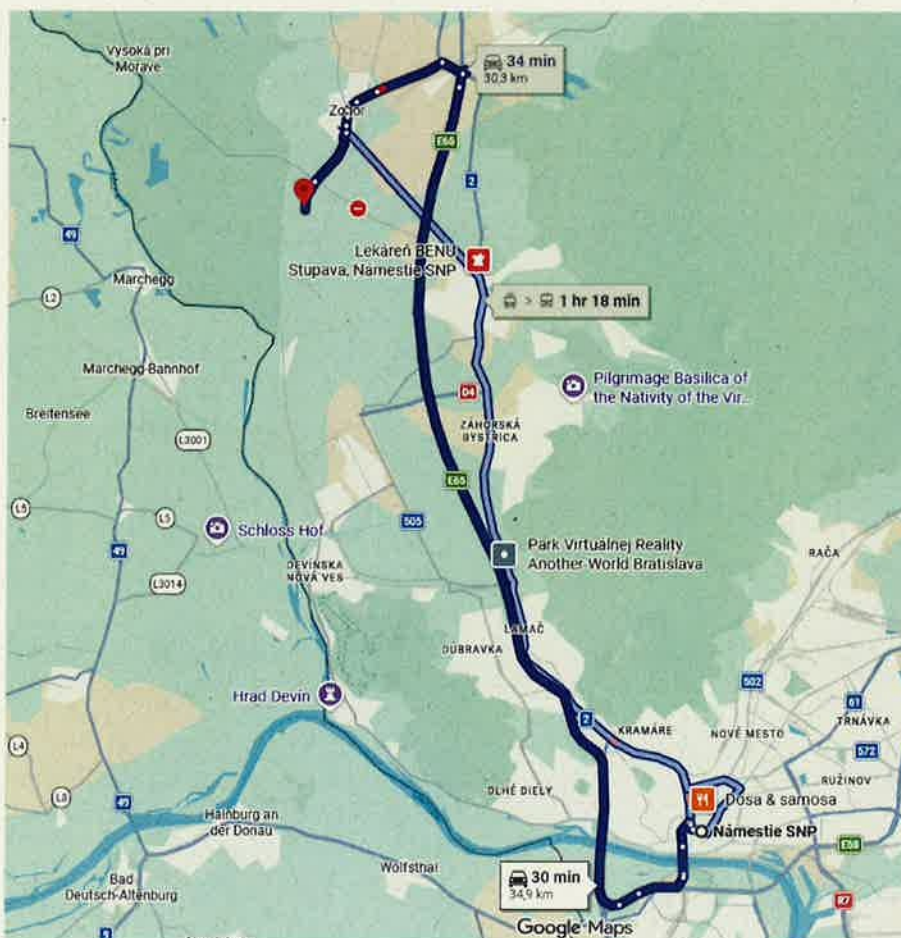 Vysoká pri
Morave
34 min
30,3 km
Zohor
E65
2
49
Lekáreň BENU
Stupava, Námestie SNP
Marchegg
L2
1 hr 18 min
Marchegg-Bahnhof
Pilgrimage Basilica of
the Nativity of the Vir...
D4
Breitensee
ZÁHORSKÁ
BYSTRICA
L3001
E65
L5
L5
Schloss Hof
505
49
Park Virtuálnej Reality
Another World Bratislava
RAČA
DEVÍNSKA
NOVÁ VES
L3014
LAMAČ
DÚBRAVKA
Hrad Devín
502
61
2
KRAMÁRE
NOVÉ MESTO
TRNÁVKA
L4
572
RUŽINOV
DLHÉ DIELY
L3
49
Dosa & samosa
Hainburg an
der Donau
Námestie SNP
E58
Wolfsthal
Bad
Deutsch-Altenburg
30 min
34,9 km
R7
Google Maps